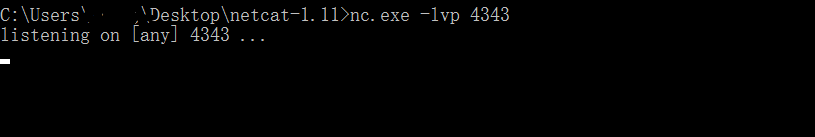 C:\Users\ \Desktop\netcat-1.11>nc.exe -lvp 4343
listening on [any] 4343 ...